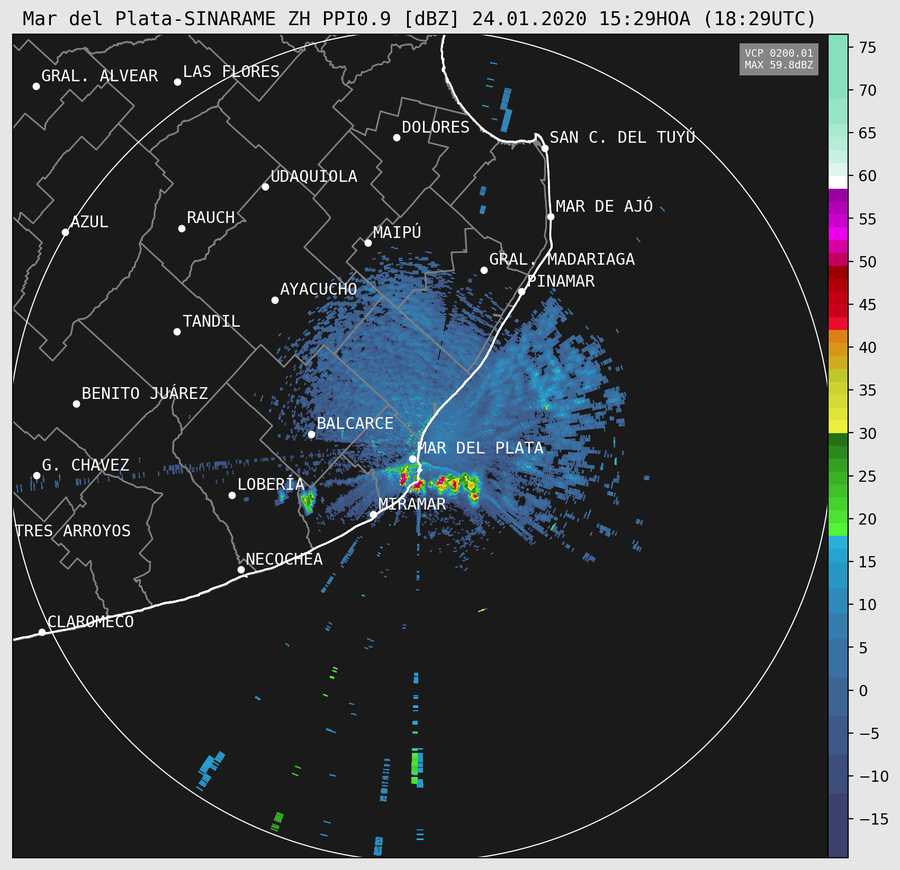 Mar del Plata-SINARAME ZH PPI0.9 [dBZ] 24.01.2020 15:29HOA (18:29UTC)
VCP 0200.01
MAX 59.8dBZ
GRAL. ALVEAR
LAS FLORES
DOLORES
SAN C. DEL TUYÚ
UDAQUIOLA
MAR DE AJÓ
AZUL
RAUCH
MAIPÚ
GRAL. MADARIAGA
PINAMAR
AYACUCHO
TANDIL
BENITO JUÁREZ
BALCARCE
MAR DEL PLATA
G. CHAVEZ
LOBERÍA
MIRAMAR
TRES ARROYOS
NECOCHEA
CLAROMECO
75
70
65
60
55
50
45
40
35
30
25
20
15
10
5
0
−5
−10
−15